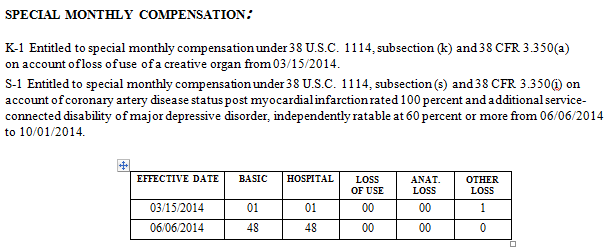 SPECIAL MONTHLY COMPENSATION:
K-1 Entitled to special monthly compensation under 38 U.S.C. 1114, subsection (k) and 38 CFR 3.350(a)
on account of loss of use of a creative organ from 03/15/2014.
S-1 Entitled to special monthly compensation under 38 U.S.C. 1114, subsection (s) and 38 CFR 3.350(i) on
account of coronary artery disease status post myocardial infarction rated 100 percent and additional service-
connected disability of major depressive disorder, independently ratable at 60 percent or more from 06/06/2014
to 10/01/2014.
EFFECTIVE DATE BASIC HOSPITAL LOSS OF USE ANAT. LOSS OTHER LOSS
03/15/2014 01 01 00 00 1
06/06/2014 48 48 00 00 0